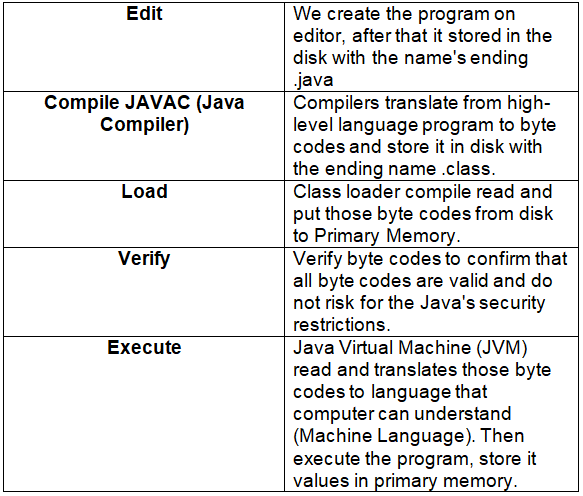 Edit
We create the program on
editor, after that it stored in the
disk with the name's ending
.java
Compile JAVAC (Java
Compiler)
Compilers translate from high-
level language program to byte
codes and store it in disk with
the ending name .class.
Load
Class loader compile read and
put those byte codes from disk
to Primary Memory.
Verify
Verify byte codes to confirm that
all byte codes are valid and do
not risk for the Java's security
restrictions.
Execute
Java Virtual Machine (JVM)
read and translates those byte
codes to language that
computer can understand
(Machine Language). Then
execute the program, store it
values in primary memory.